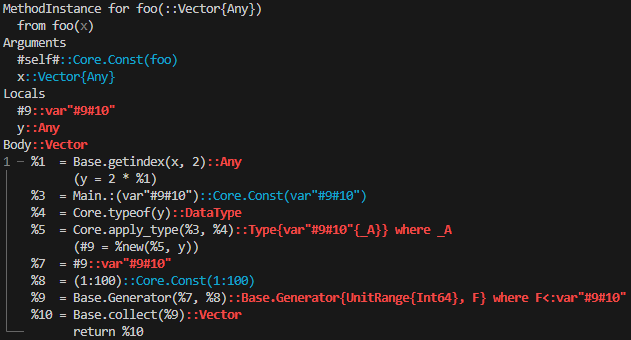 MethodInstance for foo(::Vector{Any})
  from foo(x)
Arguments
  #self#::Core.Const(foo)
  x::Vector{Any}
Locals
  #9::var"#9#10"
  y::Any
Body::Vector
1 ─ %1  = Base.getindex(x, 2)::Any
│         (y = 2 * %1)
│   %3  = Main.:(var"#9#10")::Core.Const(var"#9#10")
│   %4  = Core.typeof(y)::DataType
│   %5  = Core.apply_type(%3, %4)::Type{var"#9#10"{_A}} where _A
│         (#9 = %new(%5, y))
│   %7  = #9::var"#9#10"
│   %8  = (1:100)::Core.Const(1:100)
│   %9  = Base.Generator(%7, %8)::Base.Generator{UnitRange{Int64}, F} where F<:var"#9#10"
│   %10 = Base.collect(%9)::Vector
└──       return %10